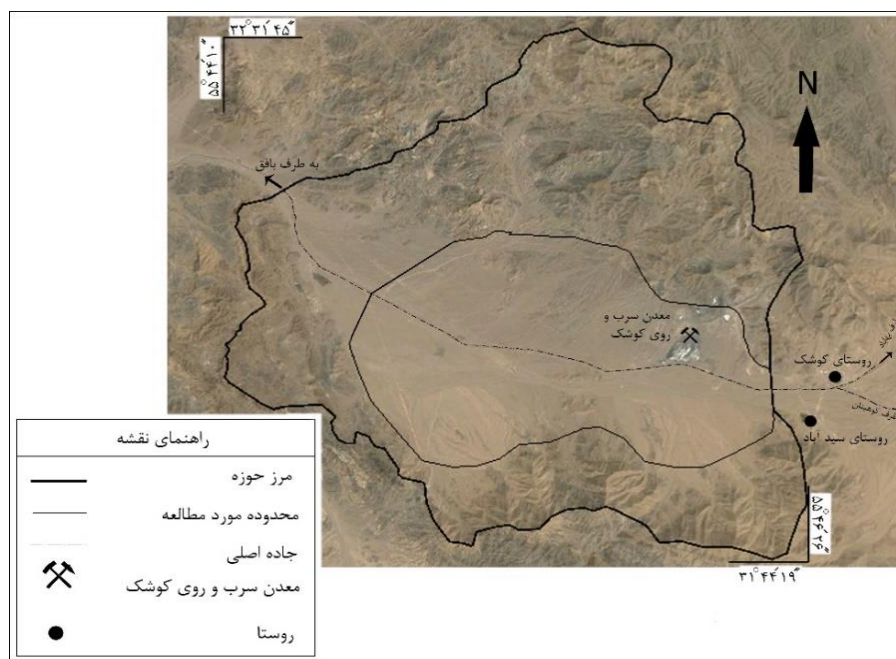 ۳۲°۳۱′۴۵″
۵۵°۴۴′۱۰″
N
به طرف بافق
معدن سرب و
روی کوشک
روستای کوشک
روستای سید آباد
۵۵°۴۶′۲۶″
۳۱°۴۴′۱۹″
راهنمای نقشه
مرز حوزه
محدوده مورد مطالعه
جاده اصلی
معدن سرب و روی کوشک
روستا